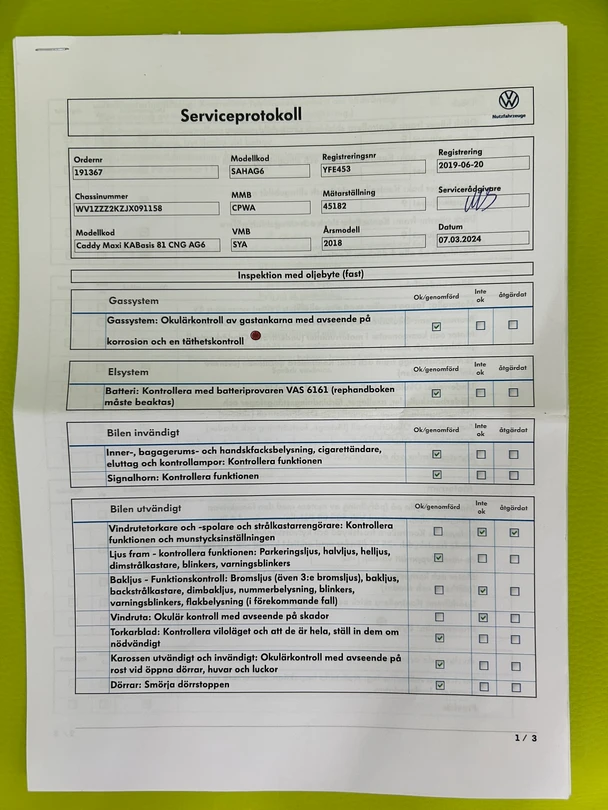 Serviceprotokoll
Nutzfahrzeuge
Ordernr
191367
Modellkod
SAHAG6
Registreringsnr
YFE453
Registrering
2019-06-20
Chassinummer
WV1ZZZ2KZJX091158
MMB
CPWA
Mätarställning
45182
Servicerådgivare
Modellkod
Caddy Maxi KABasis 81 CNG AG6
VMB
SYA
Årsmodell
2018
Datum
07.03.2024
Inspektion med oljebyte (fast)
Gassystem
Ok/genomförd
Inte
ok
åtgärdat
Gassystem: Okulärkontroll av gastankarna med avseende på
korrosion och en täthetskontroll
Elsystem
Ok/genomförd
Inte
ok
åtgärdat
Batteri: Kontrollera med batteriprovaren VAS 6161 (rephandboken
måste beaktas)
Bilen invändigt
Ok/genomförd
Inte
ok
åtgärdat
Inner-, bagagerums- och handskfacksbelysning, cigarettändare,
eluttag och kontrollampor: Kontrollera funktionen
Signalhorn: Kontrollera funktionen
Bilen utvändigt
Ok/genomförd
Inte
ok
åtgärdat
Vindrutetorkare och -spolare och strålkastarrengörare: Kontrollera
funktionen och munstycksinställningen
Ljus fram - kontrollera funktionen: Parkeringsljus, halvljus, helljus,
dimstrålkastare, blinkers, varningsblinkers
Bakljus - Funktionskontroll: Bromsljus (även 3:e bromsljus), bakljus,
backstrålkastare, dimbakljus, nummerbelysning, blinkers,
varningsblinkers, flakbelysning (i förekommande fall)
Vindruta: Okulär kontroll med avseende på skador
Torkarblad: Kontrollera viloläget och att de är hela, ställ in dem om
nödvändigt
Karossen utvändigt och invändigt: Okulärkontroll med avseende på
rost vid öppna dörrar, huvar och luckor
Dörrar: Smörja dörrstoppen
1 / 3